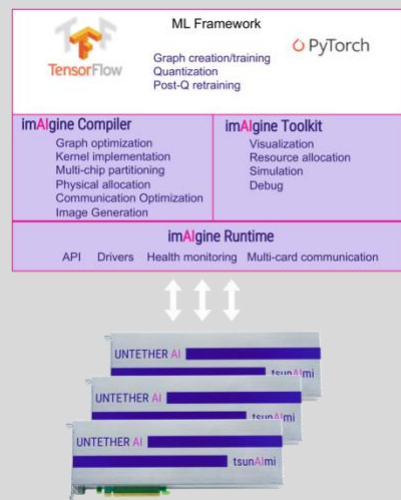 ML Framework
TensorFlow
PyTorch
Graph creation/training
Quantization
Post-Q retraining
imAIgine Compiler
Graph optimization
Kernel implementation
Multi-chip partitioning
Physical allocation
Communication Optimization
Image Generation
imAIgine Toolkit
Visualization
Resource allocation
Simulation
Debug
imAIgine Runtime
API Drivers Health monitoring Multi-card communication
UNTETHER AI
tsunAImi
UNTETHER AI
tsunAImi
UNTETHER AI
tsunAImi